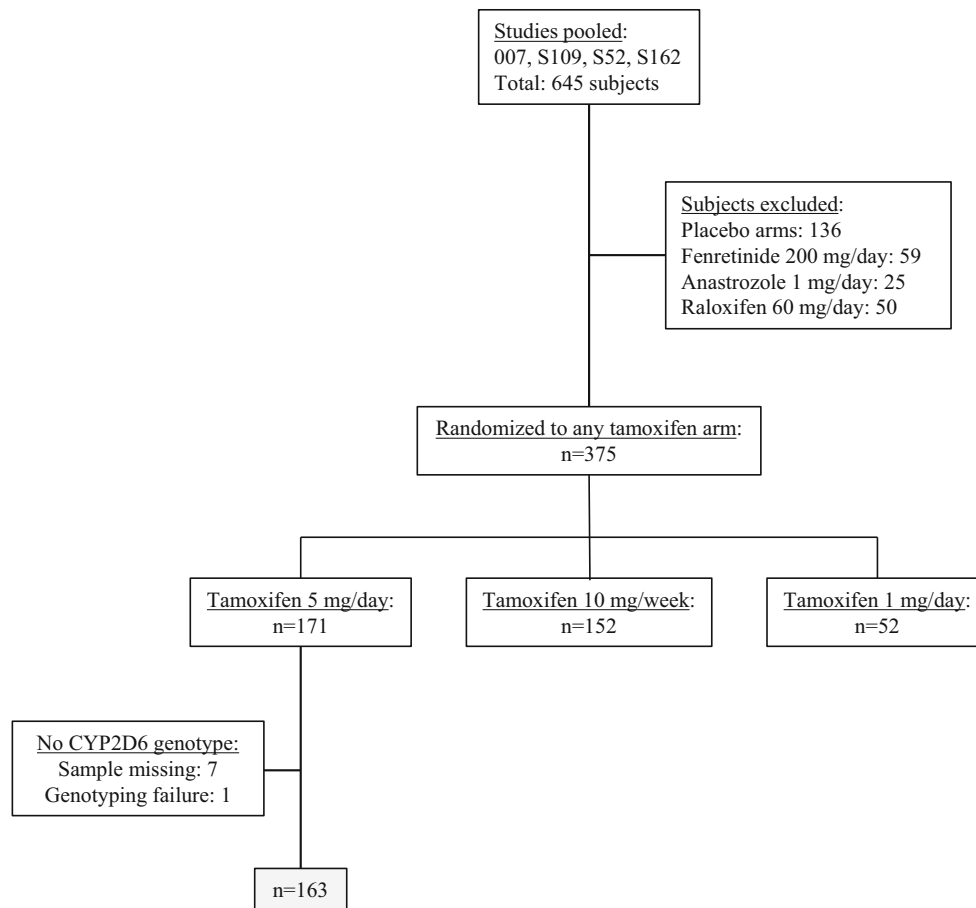 Studies pooled:
007, S109, S52, S162
Total: 645 subjects
Subjects excluded:
Placebo arms: 136
Fenretinide 200 mg/day: 59
Anastrozole 1 mg/day: 25
Raloxifen 60 mg/day: 50
Randomized to any tamoxifen arm:
n=375
Tamoxifen 5 mg/day:
n=171
Tamoxifen 10 mg/week:
n=152
Tamoxifen 1 mg/day:
n=52
No CYP2D6 genotype:
Sample missing: 7
Genotyping failure: 1
n=163